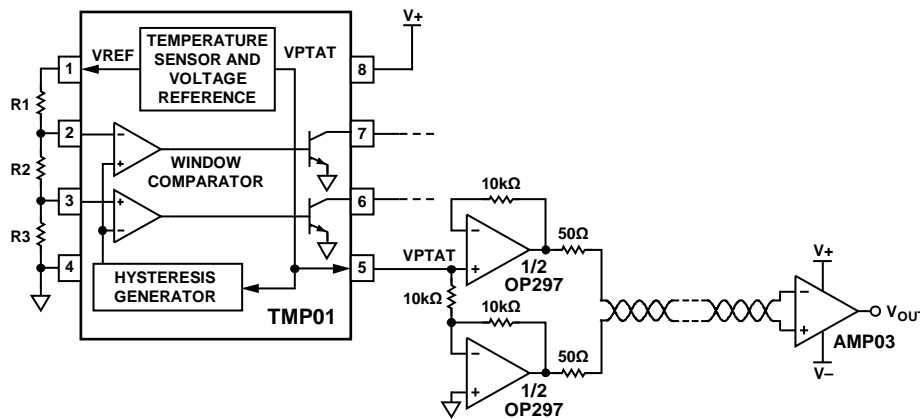 V+
TEMPERATURE
SENSOR AND
VOLTAGE
REFERENCE
VREF
VPTAT
1
8
R1
2
7
R2
WINDOW
COMPARATOR
–
+
3
6
+
–
R3
4
HYSTERESIS
GENERATOR
5
TMP01
VPTAT
10kΩ
–
+
50Ω
1/2
OP297
10kΩ
10kΩ
–
+
50Ω
1/2
OP297
V+
–
+
VOUT
AMP03
V–